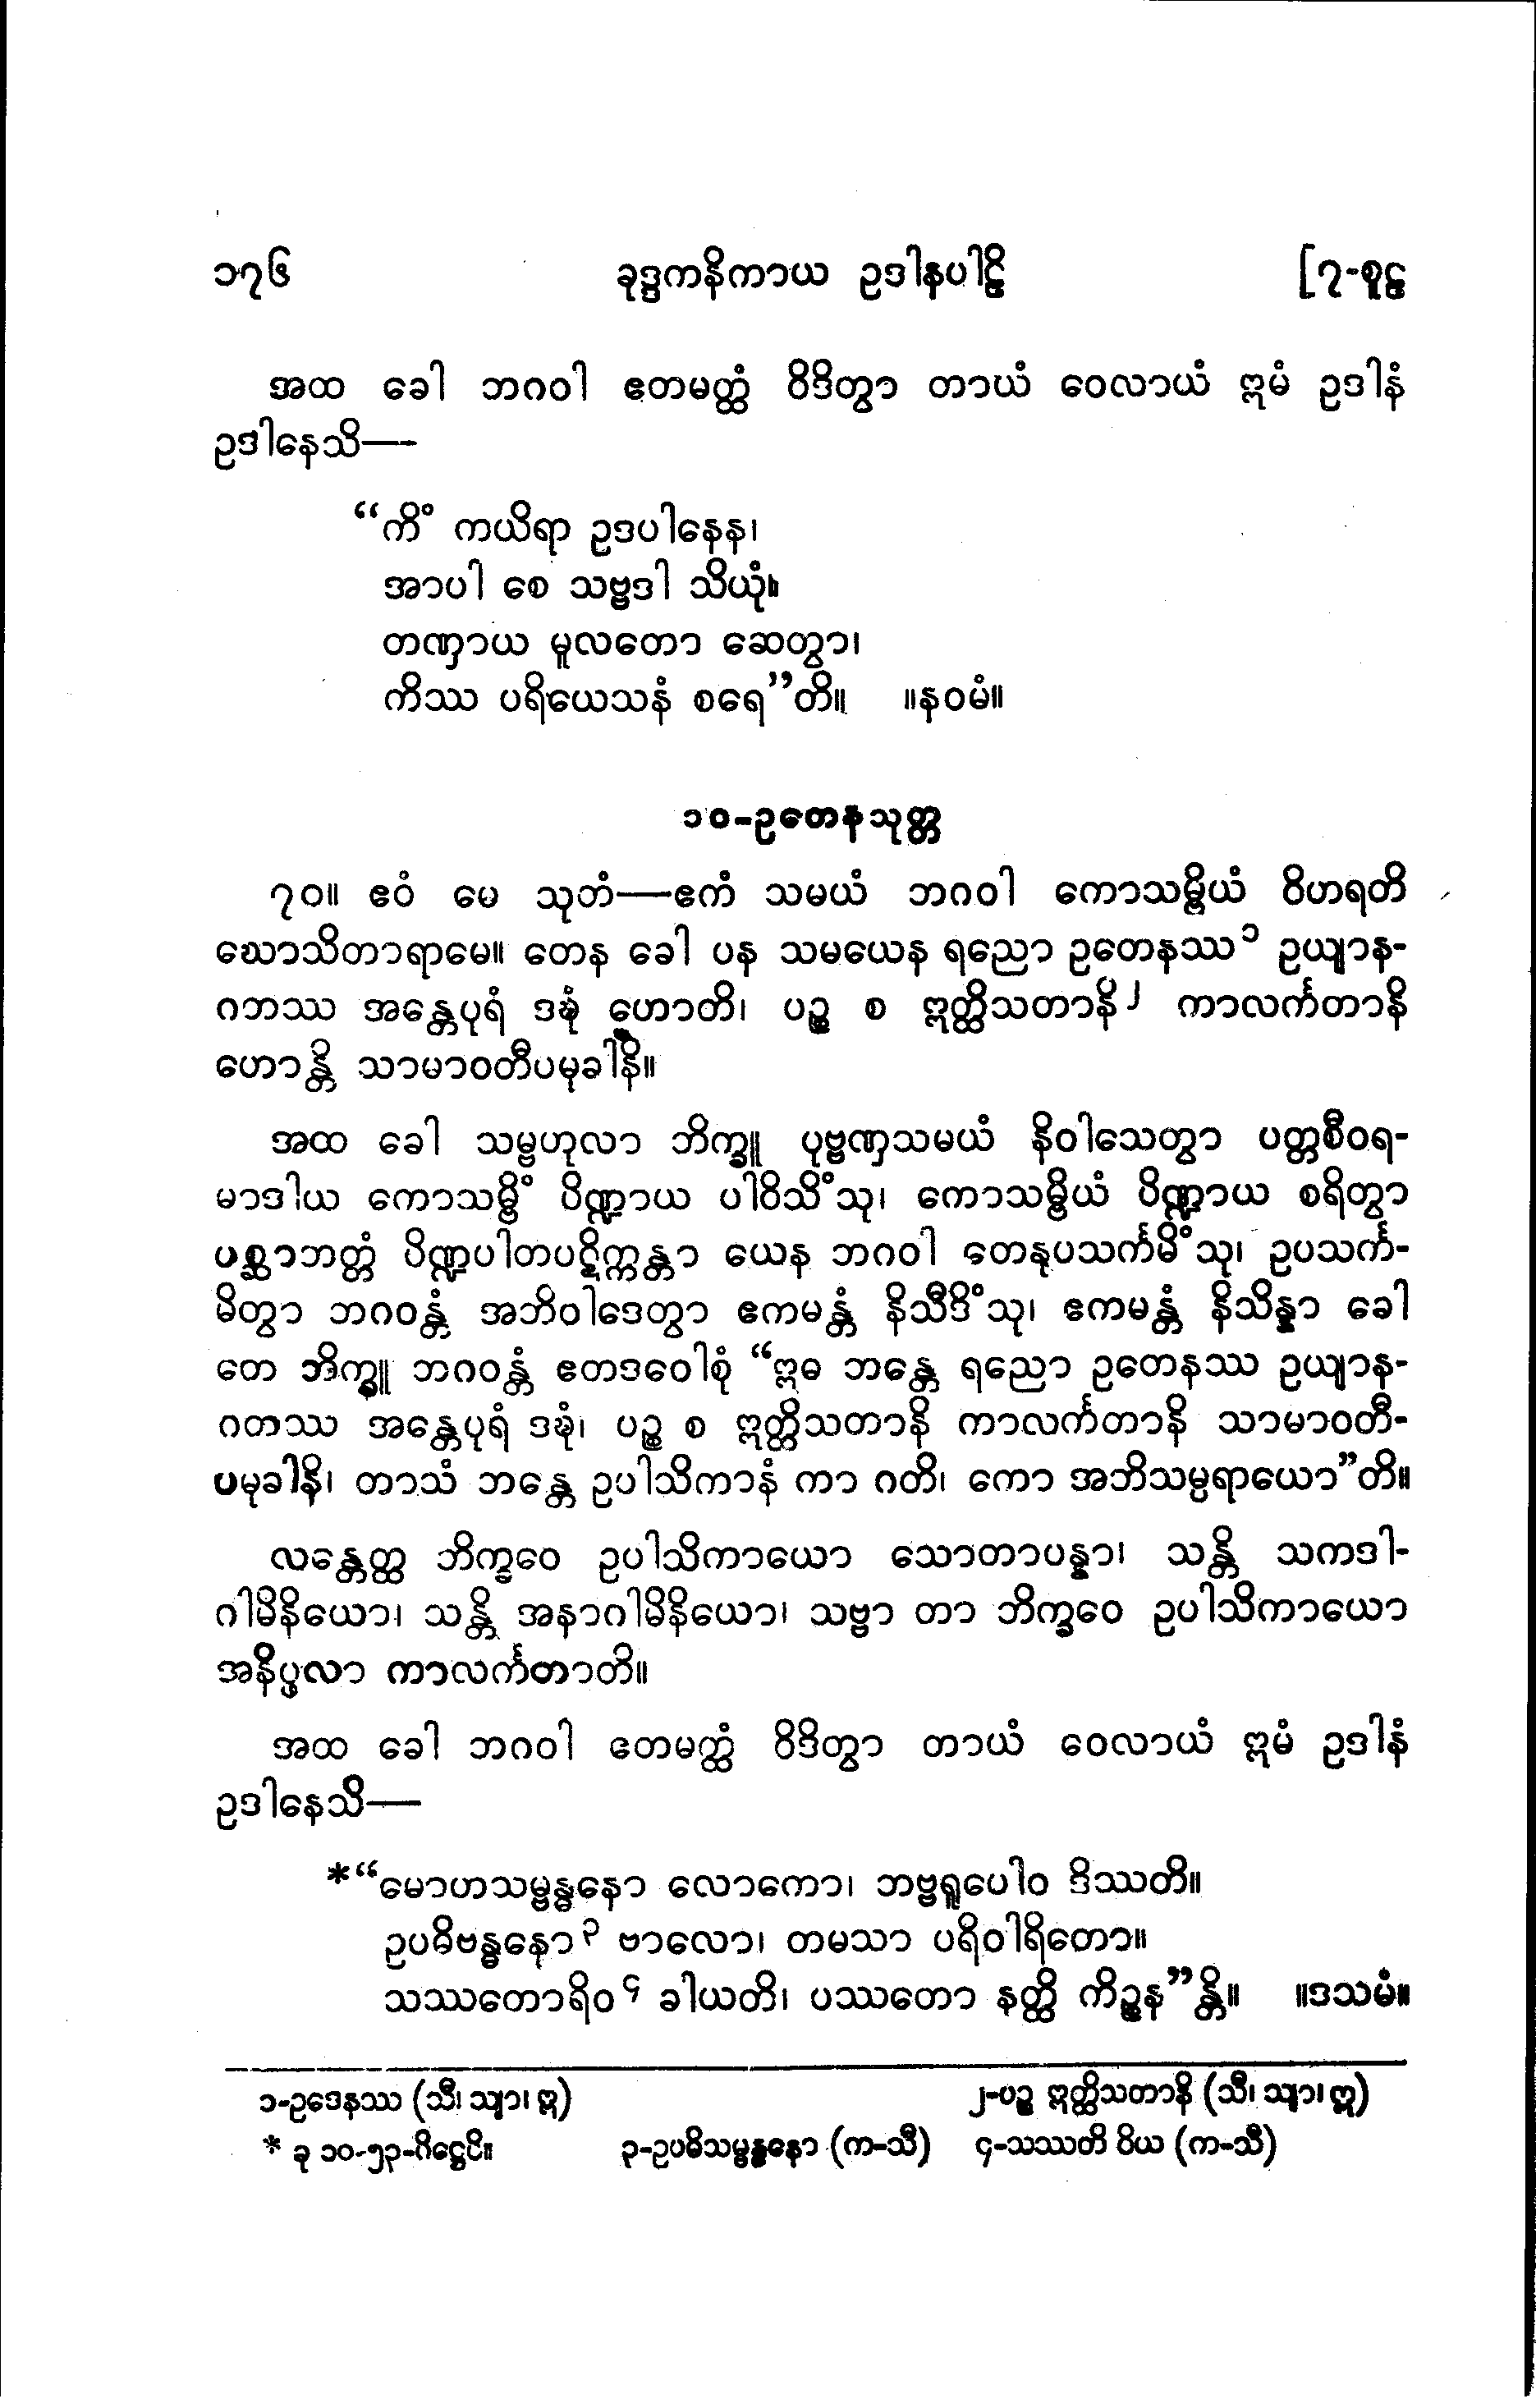 ၁၇၆ ခုဒ္ဒကနိကာယ ဥဒါနပါဠိ [၇-စူဠ
အထ ခေါ ဘဂဝါ ဧတမတ္ထံ ဝိဒိတွာ တာယံ ဝေလာယံ ဣမံ ဥဒါနံ
ဥဒါနေသိ—
“ကိံ ကယိရာ ဥဒပါနေန၊
အာပါ စေ သဗ္ဗဒါ သိယုံ။
တဏှာယ မူလတော ဆေတွာ၊
ကိဿ ပရိယေသနံ စရေ”တိ။ ။နဝမံ။
၁၀-ဥတေနသုတ္တ
၇၀။ ဧဝံ မေ သုတံ—ဧကံ သမယံ ဘဂဝါ ကောသမ္ဗိယံ ဝိဟရတိ
ဃောသိတာရာမေ။ တေန ခေါ ပန သမယေန ရညော ဥတေနဿ၁ ဥယျာန-
ဂတဿ အန္တေပုရံ ဒဍ္ဎံ ဟောတိ၊ ပဉ္စ စ ဣတ္ထိသတာနိ၂ ကာလင်္ကတာနိ
ဟောန္တိ သာမာဝတီပမုခါနိ။
အထ ခေါ သမ္ဗဟုလာ ဘိက္ခူ ပုဗ္ဗဏှသမယံ နိဝါသေတွာ ပတ္တစီဝရ-
မာဒါယ ကောသမ္ဗိံ ပိဏ္ဍာယ ပါဝိသိံသု၊ ကောသမ္ဗိယံ ပိဏ္ဍာယ စရိတွာ
ပစ္ဆာဘတ္တံ ပိဏ္ဍပါတပဋိက္ကန္တာ ယေန ဘဂဝါ တေနုပသင်္ကမိံသု၊ ဥပသင်္က-
မိတွာ ဘဂဝန္တံ အဘိဝါဒေတွာ ဧကမန္တံ နိသီဒိံသု၊ ဧကမန္တံ နိသိန္နာ ခေါ
တေ ဘိက္ခူ ဘဂဝန္တံ ဧတဒဝေါစုံ “ဣဓ ဘန္တေ ရညော ဥတေနဿ ဥယျာန-
ဂတဿ အန္တေပုရံ ဒဍ္ဎံ၊ ပဉ္စ စ ဣတ္ထိသတာနိ ကာလင်္ကတာနိ သာမာဝတီ-
ပမုခါနိ၊ တာသံ ဘန္တေ ဥပါသိကာနံ ကာ ဂတိ၊ ကော အဘိသမ္ပရာယော”တိ။
သန္တေတ္ထ ဘိက္ခဝေ ဥပါသိကာယော သောတာပန္နာ၊ သန္တိ သကဒါ-
ဂါမိနိယော၊ သန္တိ အနာဂါမိနိယော၊ သဗ္ဗာ တာ ဘိက္ခဝေ ဥပါသိကာယော
အနိပ္ဖလာ ကာလင်္ကတာတိ။
အထ ခေါ ဘဂဝါ ဧတမတ္ထံ ဝိဒိတွာ တာယံ ဝေလာယံ ဣမံ ဥဒါနံ
ဥဒါနေသိ—
*“မောဟသမ္ဗန္ဓနော လောကော၊ ဘဗ္ဗရူပေါဝ ဒိဿတိ။
ဥပဓိဗန္ဓနော၃ ဗာလော၊ တမသာ ပရိဝါရိတော။
သဿတောရိဝ၄ ခါယတိ၊ ပဿတော နတ္ထိ ကိဉ္စန”န္တိ။ ။ဒသမံ။
၁-ဥဒေနဿ (သီ၊ သျာ၊ ဣ) ၂-ပဉ္စ ဣတ္ထိသတာနိ (သီ၊ သျာ၊ ဣ)
* ခု ၁၀-၅၃-ပိဋ္ဌေပိ။ ၃-ဥပဓိသမ္ဗန္ဓနော (က-သီ) ၄-သဿတိ ဝိယ (က-သီ)